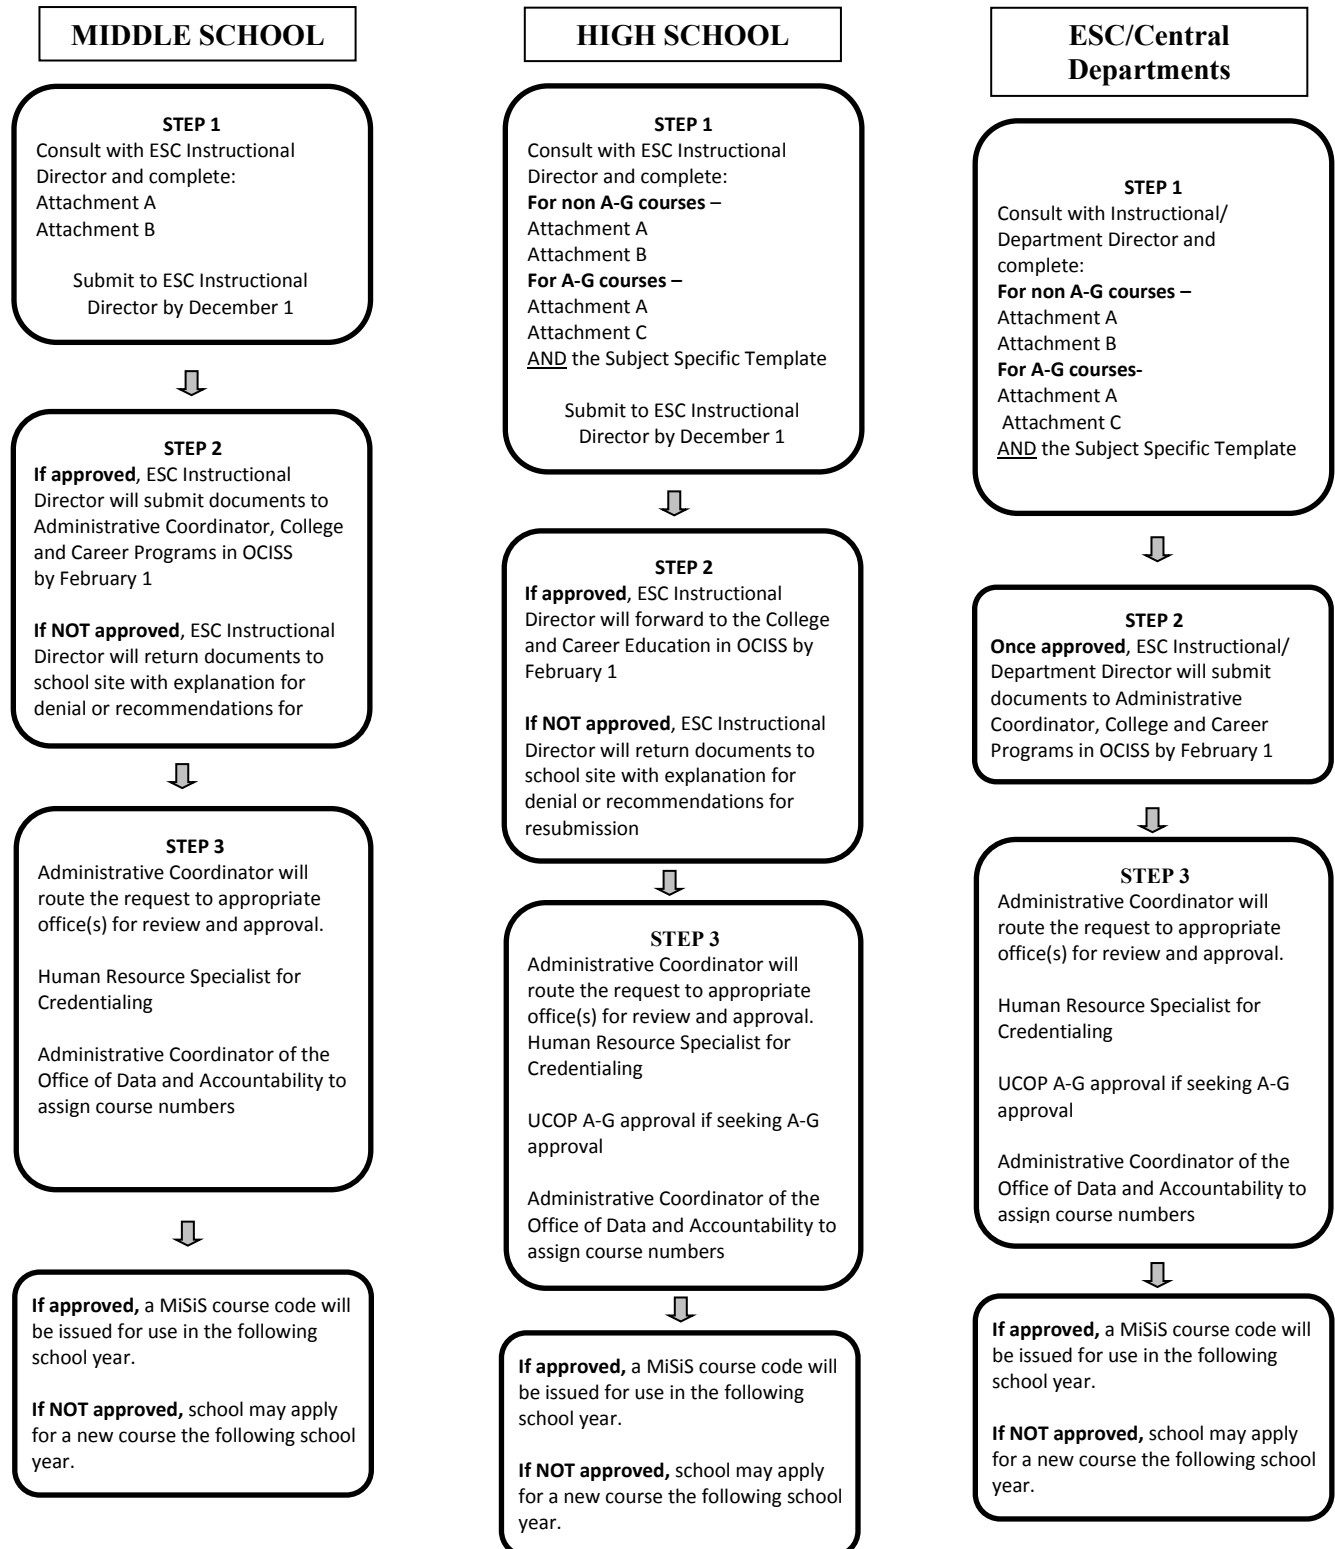 MIDDLE SCHOOL
STEP 1
Consult with ESC Instructional
Director and complete:
Attachment A
Attachment B
Submit to ESC Instructional
Director by December 1
STEP 2
If approved, ESC Instructional
Director will submit documents to
Administrative Coordinator, College
and Career Programs in OCISS
by February 1
If NOT approved, ESC Instructional
Director will return documents to
school site with explanation for
denial or recommendations for
STEP 3
Administrative Coordinator will
route the request to appropriate
office(s) for review and approval.
Human Resource Specialist for
Credentialing
Administrative Coordinator of the
Office of Data and Accountability to
assign course numbers
If approved, a MiSiS course code will
be issued for use in the following
school year.
If NOT approved, school may apply
for a new course the following school
year.
HIGH SCHOOL
STEP 1
Consult with ESC Instructional
Director and complete:
For non A-G courses –
Attachment A
Attachment B
For A-G courses –
Attachment A
Attachment C
AND the Subject Specific Template
Submit to ESC Instructional
Director by December 1
STEP 2
If approved, ESC Instructional
Director will forward to the College
and Career Education in OCISS by
February 1
If NOT approved, ESC Instructional
Director will return documents to
school site with explanation for
denial or recommendations for
resubmission
STEP 3
Administrative Coordinator will
route the request to appropriate
office(s) for review and approval.
Human Resource Specialist for
Credentialing
UCOP A-G approval if seeking A-G
approval
Administrative Coordinator of the
Office of Data and Accountability to
assign course numbers
If approved, a MiSiS course code will
be issued for use in the following
school year.
If NOT approved, school may apply
for a new course the following school
year.
ESC/Central
Departments
STEP 1
Consult with Instructional/
Department Director and
complete:
For non A-G courses –
Attachment A
Attachment B
For A-G courses-
Attachment A
Attachment C
AND the Subject Specific Template
STEP 2
Once approved, ESC Instructional/
Department Director will submit
documents to Administrative
Coordinator, College and Career
Programs in OCISS by February 1
STEP 3
Administrative Coordinator will
route the request to appropriate
office(s) for review and approval.
Human Resource Specialist for
Credentialing
UCOP A-G approval if seeking A-G
approval
Administrative Coordinator of the
Office of Data and Accountability to
assign course numbers
If approved, a MiSiS course code will
be issued for use in the following
school year.
If NOT approved, school may apply
for a new course the following school
year.